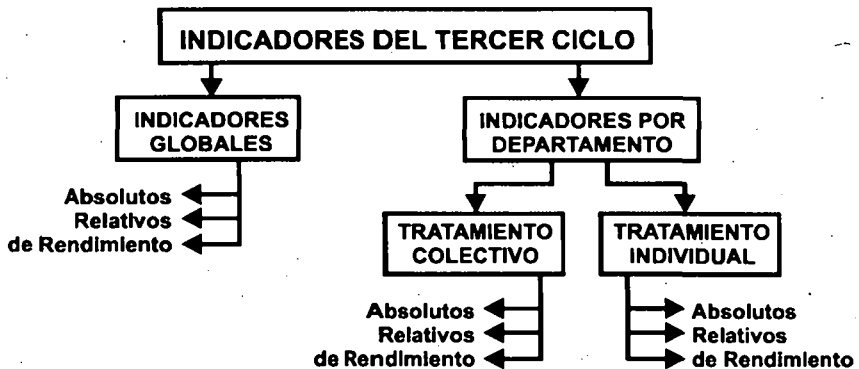 INDICADORES DEL TERCER CICLO
INDICADORES
GLOBALES
Absolutos
Relativos
de Rendimiento
INDICADORES POR
DEPARTAMENTO
TRATAMIENTO
COLECTIVO
Absolutos
Relativos
de Rendimiento
TRATAMIENTO
INDIVIDUAL
Absolutos
Relativos
de Rendimiento